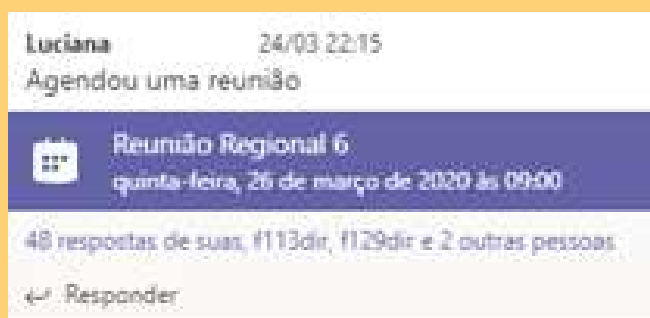 Luciana 24/03 22:15
Agendou uma reunião
Reunião Regional 6
quinta-feira, 26 de março de 2020 às 09:00
48 respostas de suas, f113dir, f129dir e 2 outras pessoas
Responder